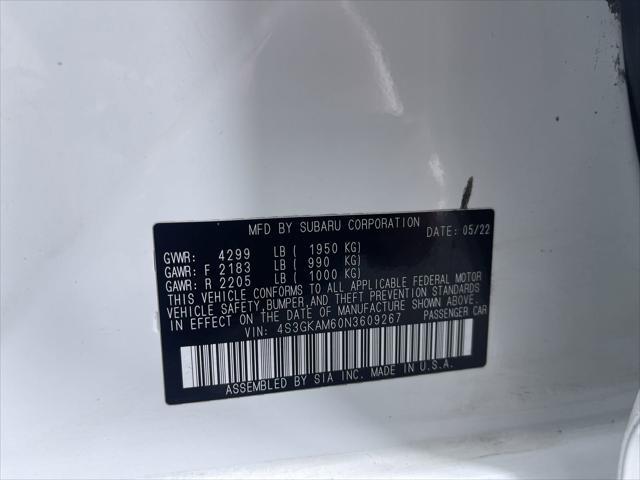 MFD BY SUBARU CORPORATION DATE: 05/22
GVWR: 4299 LB ( 1950 KG)
GAWR: F 2183 LB ( 990 KG)
GAWR: R 2205 LB ( 1000 KG)
THIS VEHICLE CONFORMS TO ALL APPLICABLE FEDERAL MOTOR
VEHICLE SAFETY,BUMPER,AND THEFT PREVENTION STANDARDS
IN EFFECT ON THE DATE OF MANUFACTURE SHOWN ABOVE.
VIN: 4S3GKAM60N3609267 PASSENGER CAR
ASSEMBLED BY SIA INC. MADE IN U.S.A.